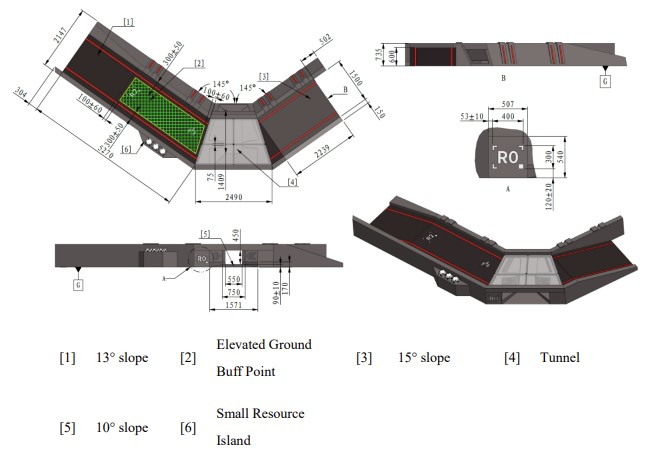 [1]
2147
300±50
[2]
502
145°
100±60
145°
[3]
1500
B
150
304
100±60
300±50
5270
[6]
75
1409
2490
2239
[4]
735
600
B
G
507
53±10
400
R0
300
540
120±20
A
[5]
450
R0
A
G
550
750
1571
90±10
170
[1] 13° slope [2] Elevated Ground
Buff Point
[3] 15° slope [4] Tunnel
[5] 10° slope [6] Small Resource
Island